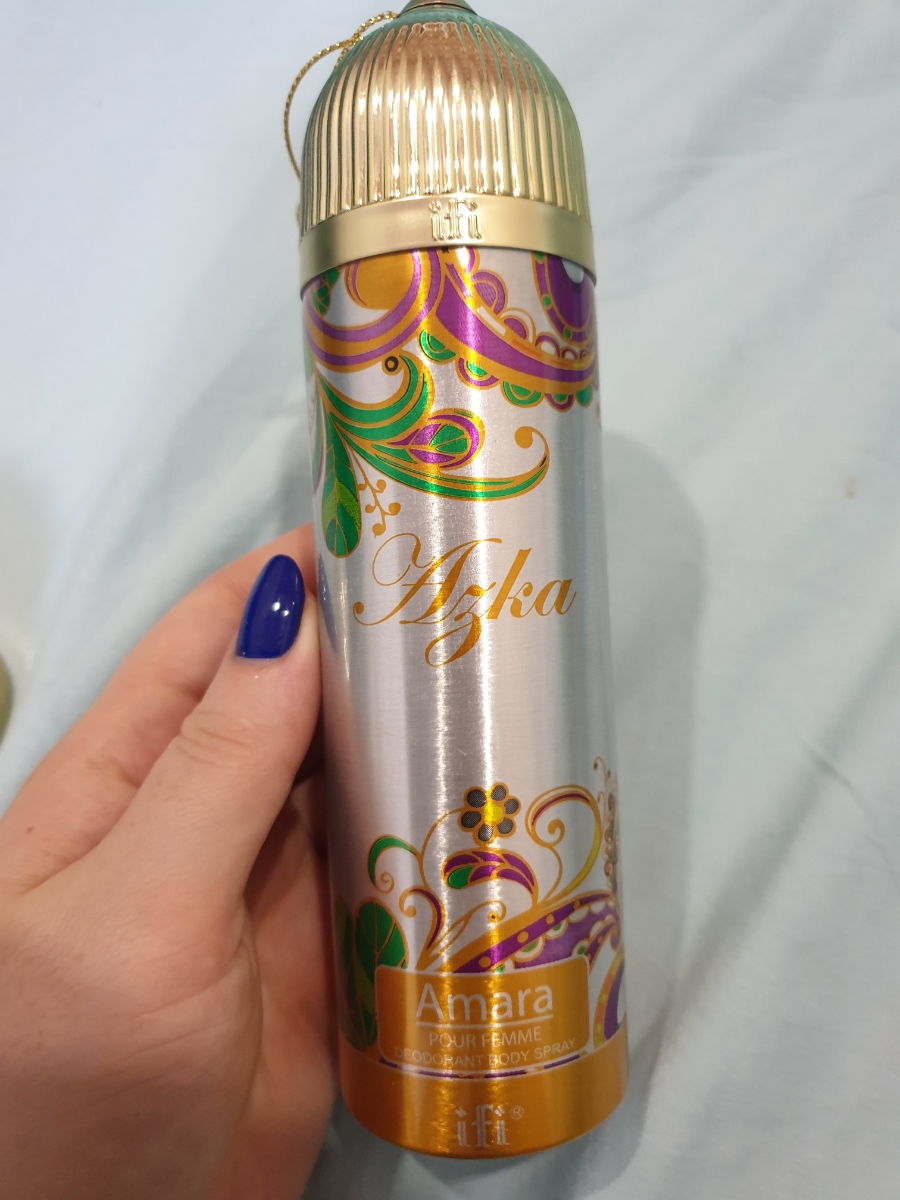 ifi
Azka
Amara
POUR FEMME
DEODORANT BODY SPRAY
ifi®